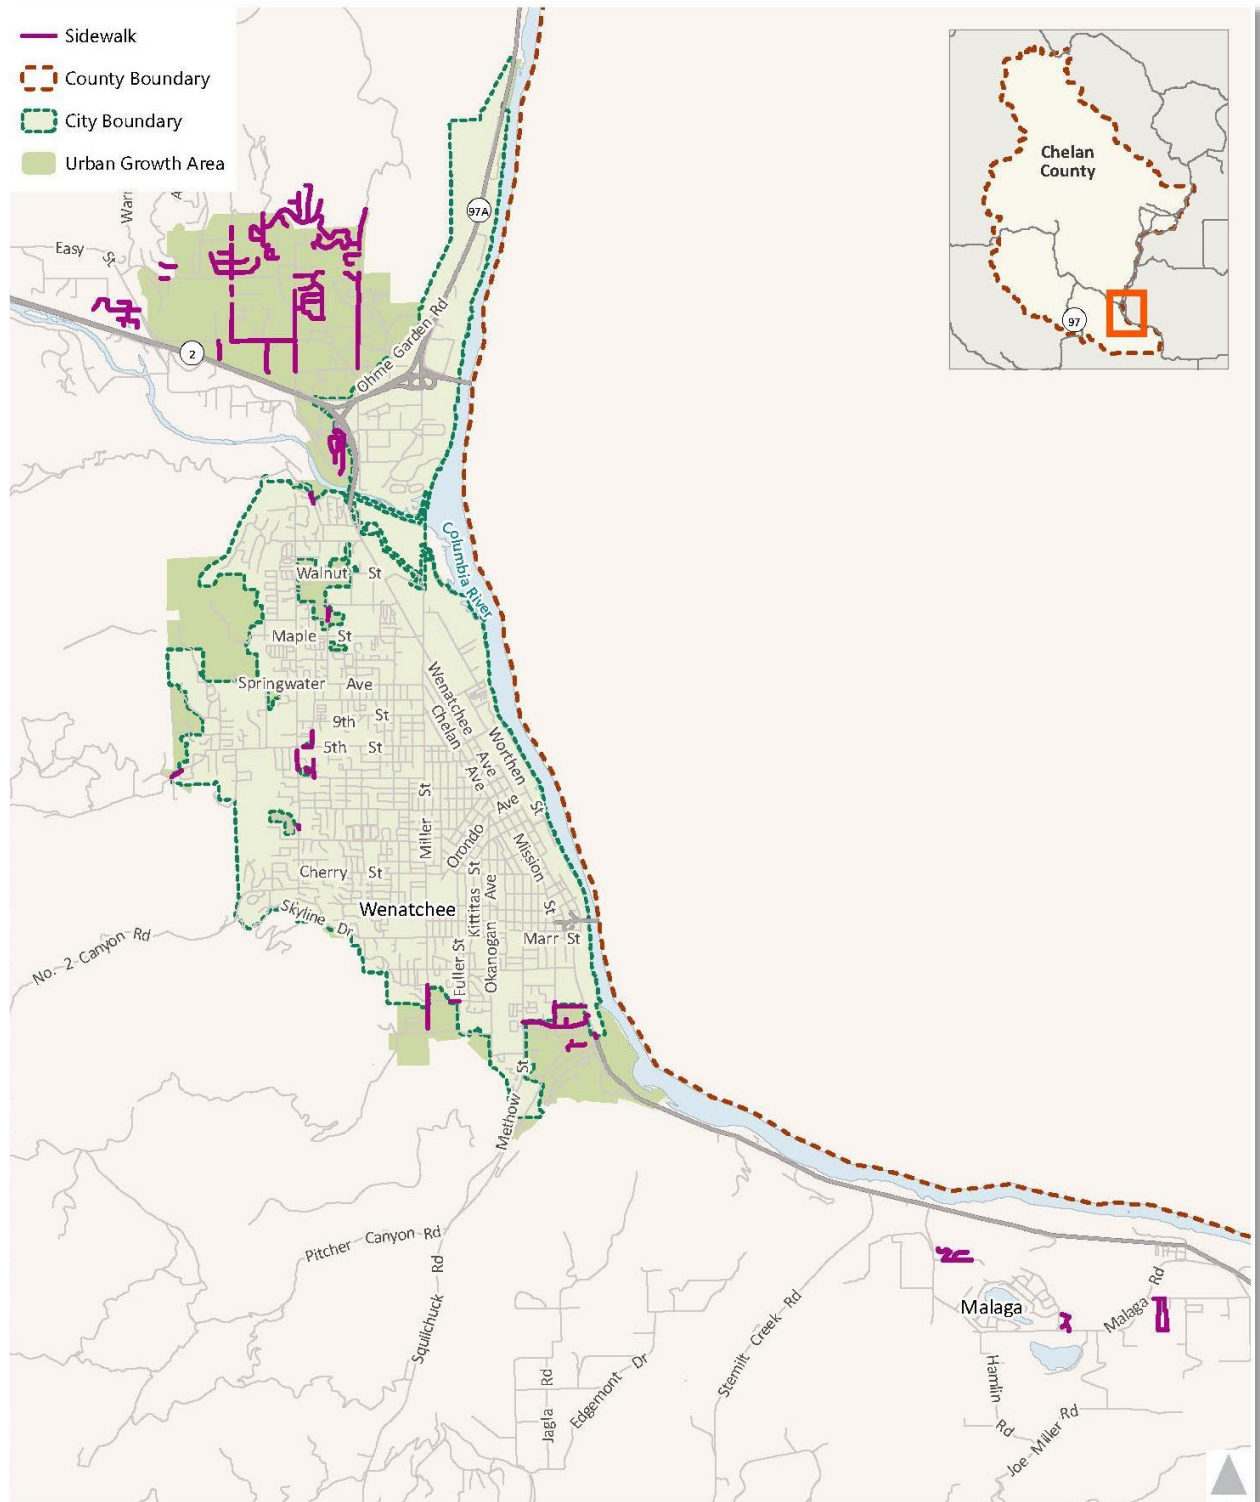 Sidewalk
County Boundary
City Boundary
Urban Growth Area
Chelan
County
97
97A
Easy St
2
Ohme Garden Rd
Columbia River
Walnut St
Maple St
Springwater Ave
9th St
5th St
Wenatchee Ave
Chelan Ave
Worthen St
Miller St
Orondo Ave
Mission St
Cherry St
Kittitas St
Okanogan Ave
Wenatchee
Skyline Dr
Marr St
No. 2 Canyon Rd
Fuller St
Methow St
Pitcher Canyon Rd
Squilchuck Rd
Malaga
Malaga Rd
Stemilt Creek Rd
Jagla Rd
Edgemont Dr
Hamlin Rd
Joe Miller Rd